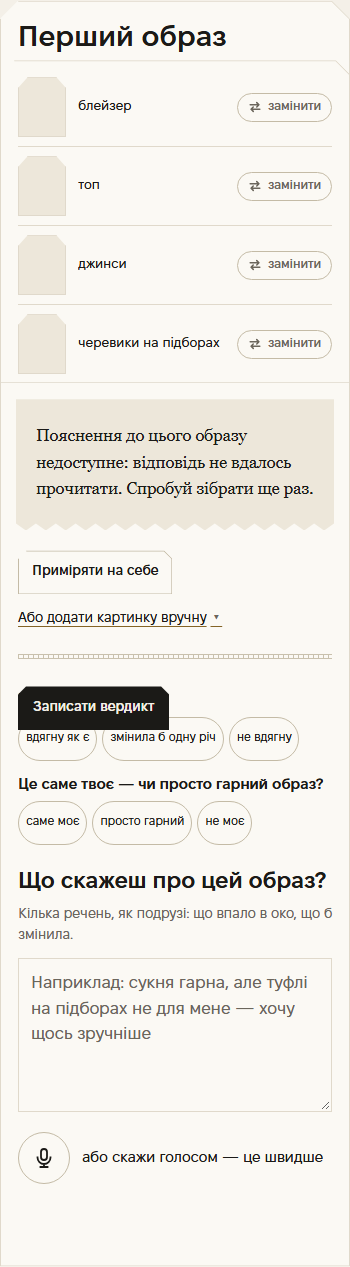 Перший образ
блейзер
⇄ замінити
топ
⇄ замінити
джинси
⇄ замінити
черевики на підборах
⇄ замінити
Пояснення до цього образу
недоступне: відповідь не вдалось
прочитати. Спробуй зібрати ще раз.
Приміряти на себе
Або додати картинку вручну ▾
Записати вердикт
вдягну як є
змінила б одну річ
не вдягну
Це саме твоє — чи просто гарний образ?
саме моє
просто гарний
не моє
Що скажеш про цей образ?
Кілька речень, як подрузі: що впало в око, що б
змінила.
Наприклад: сукня гарна, але туфлі
на підборах не для мене — хочу
щось зручніше
або скажи голосом — це швидше